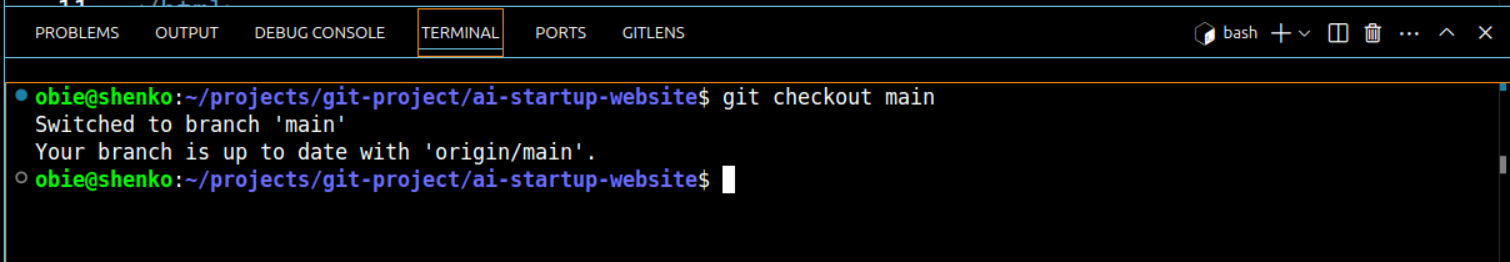 11 </html>
PROBLEMS OUTPUT DEBUG CONSOLE TERMINAL PORTS GITLENS bash
obie@shenko:~/projects/git-project/ai-startup-website$ git checkout main
Switched to branch 'main'
Your branch is up to date with 'origin/main'.
obie@shenko:~/projects/git-project/ai-startup-website$